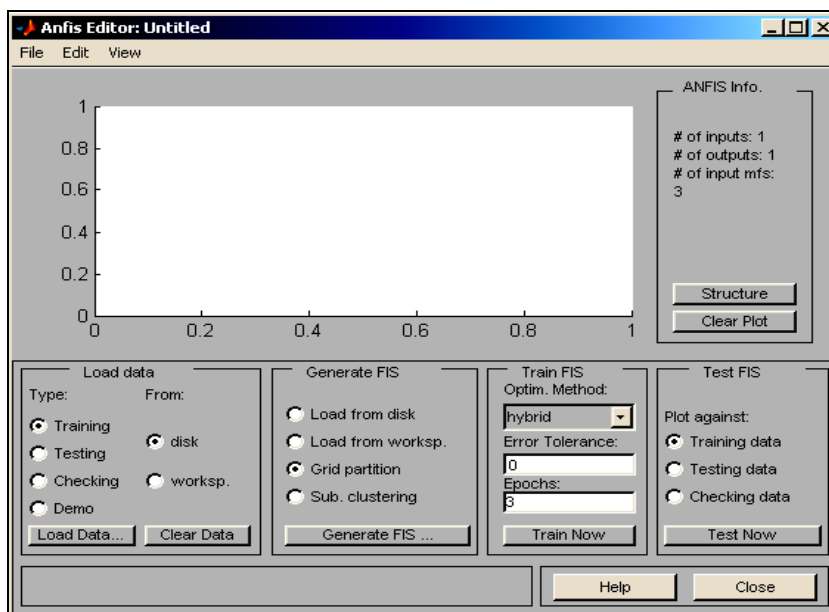 Anfis Editor: Untitled
File Edit View
1
0.8
0.6
0.4
0.2
0
0 0.2 0.4 0.6 0.8 1
ANFIS Info.
# of inputs: 1
# of outputs: 1
# of input mfs:
3
Structure
Clear Plot
Load data
Type: From:
Training
Testing
Checking
Demo
disk
worksp.
Load Data... Clear Data
Generate FIS
Load from disk
Load from worksp.
Grid partition
Sub. clustering
Generate FIS ...
Train FIS
Optim. Method:
hybrid
Error Tolerance:
0
Epochs:
3
Train Now
Test FIS
Plot against:
Training data
Testing data
Checking data
Test Now
Help Close